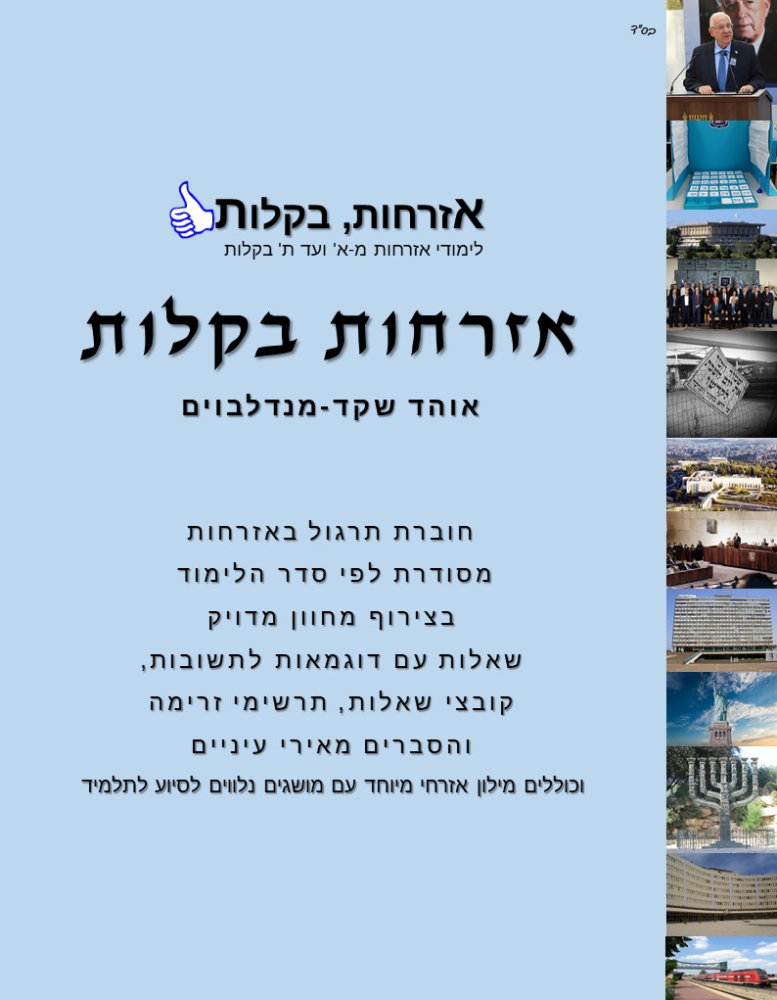 בס"ד
אזרחות, בקלות
לימודי אזרחות מ-א' ועד ת' בקלות
אזרחות בקלות
אוהד שקד-מנדלבוים
חוברת תרגול באזרחות
מסודרת לפי סדר הלימוד
בצירוף מחוון מדויק
שאלות עם דוגמאות לתשובות,
קובצי שאלות, תרשימי זרימה
והסברים מאירי עיניים
וכוללים מילון אזרחי מיוחד עם מושגים נלווים לסיוע לתלמיד